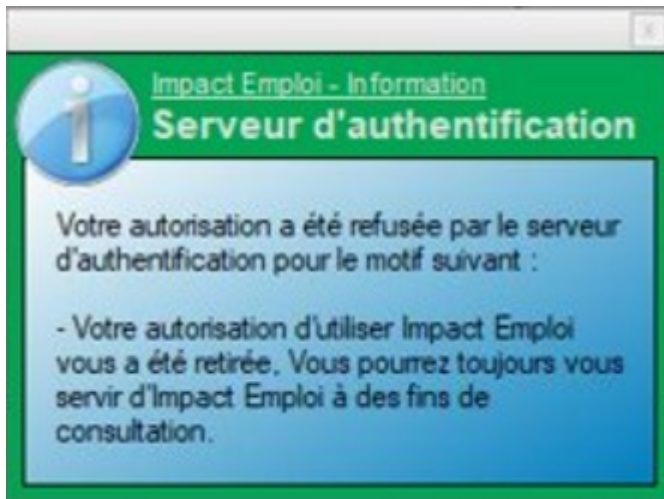 Impact Emploi - Information
Serveur d'authentification
Votre autorisation a été refusée par le serveur
d'authentification pour le motif suivant :
- Votre autorisation d'utiliser Impact Emploi
vous a été retirée, Vous pourrez toujours vous
servir d'Impact Emploi à des fins de
consultation.